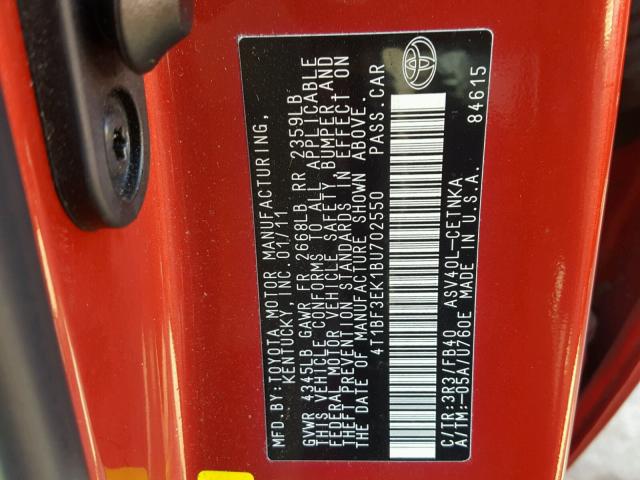 MFD.BY:TOYOTA MOTOR MANUFACTURING,
KENTUCKY, INC.01/11
GVWR 4345LB GAWR FR 2668LB RR 2359LB
THIS VEHICLE CONFORMS TO ALL APPLICABLE
FEDERAL MOTOR VEHICLE SAFETY, BUMPER, AND
THEFT PREVENTION STANDARDS IN EFFECT ON
THE DATE OF MANUFACTURE SHOWN ABOVE.
4T1BF3EK1BU702550 PASS.CAR
C/TR:3R3/FB40 ASV40L-CETNKA
A/TM:-05A/U760E MADE IN U.S.A. 84615